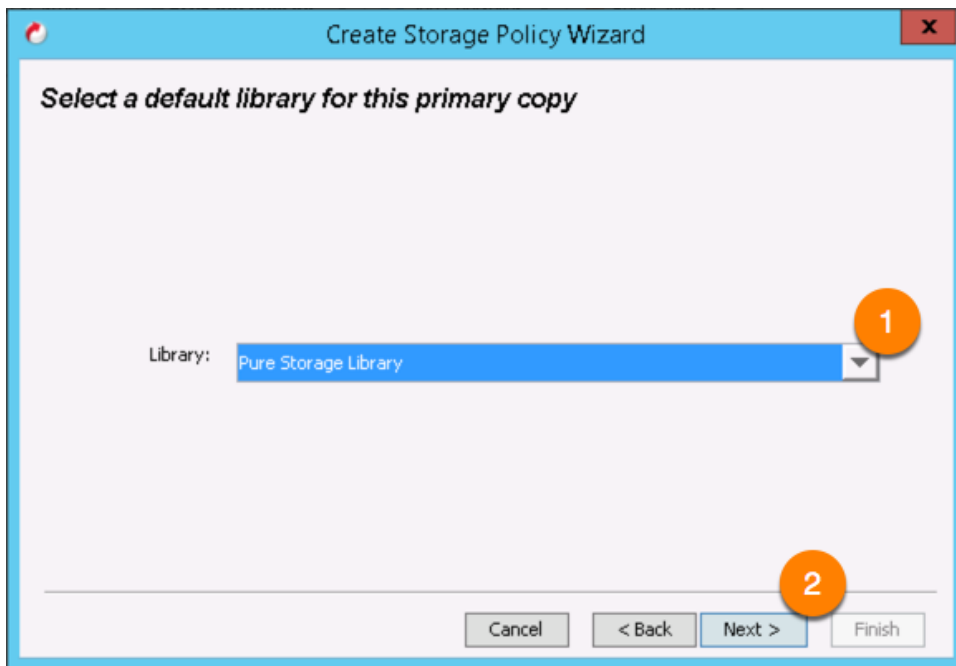 Create Storage Policy Wizard
x
Select a default library for this primary copy
1
Library: Pure Storage Library
2
Cancel < Back Next > Finish